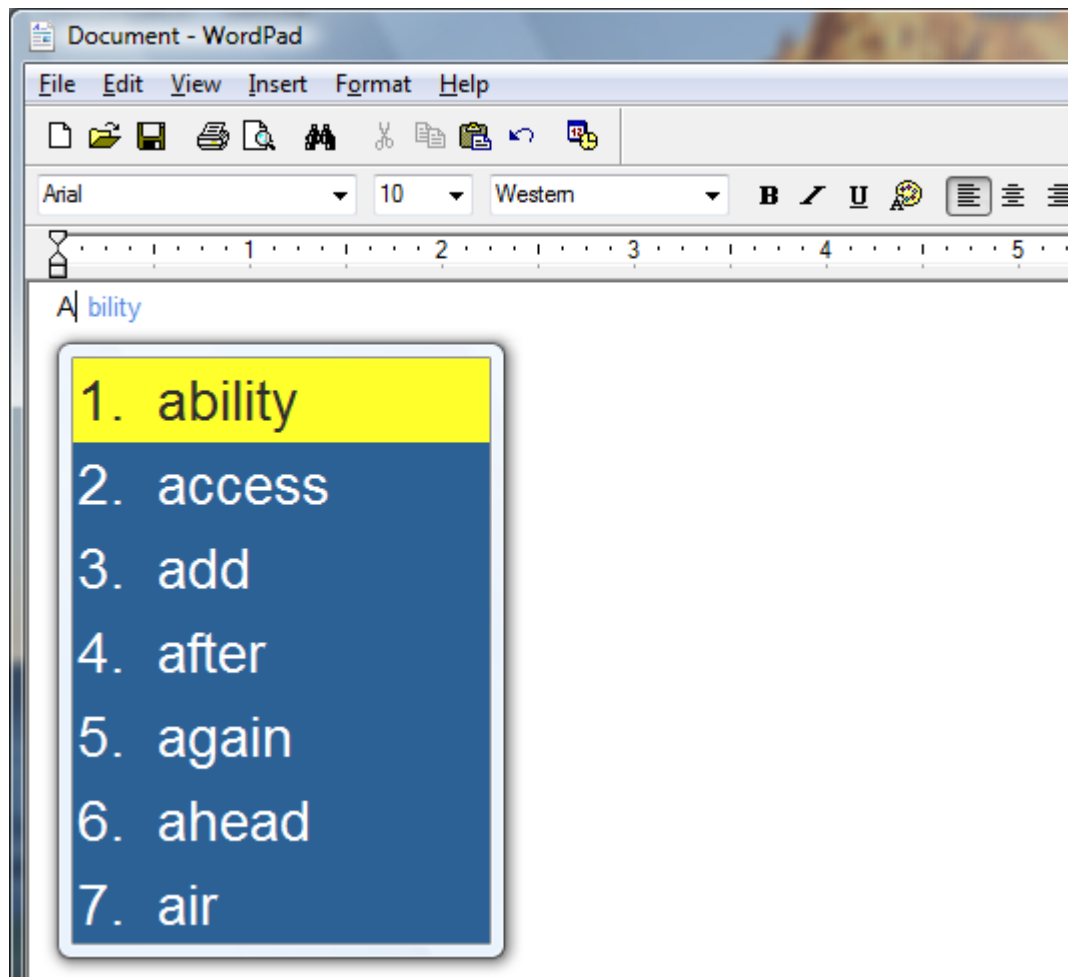 Document - WordPad
File Edit View Insert Format Help
Arial 10 Western B U
1 2 3 4 5
A bility
1. ability
2. access
3. add
4. after
5. again
6. ahead
7. air